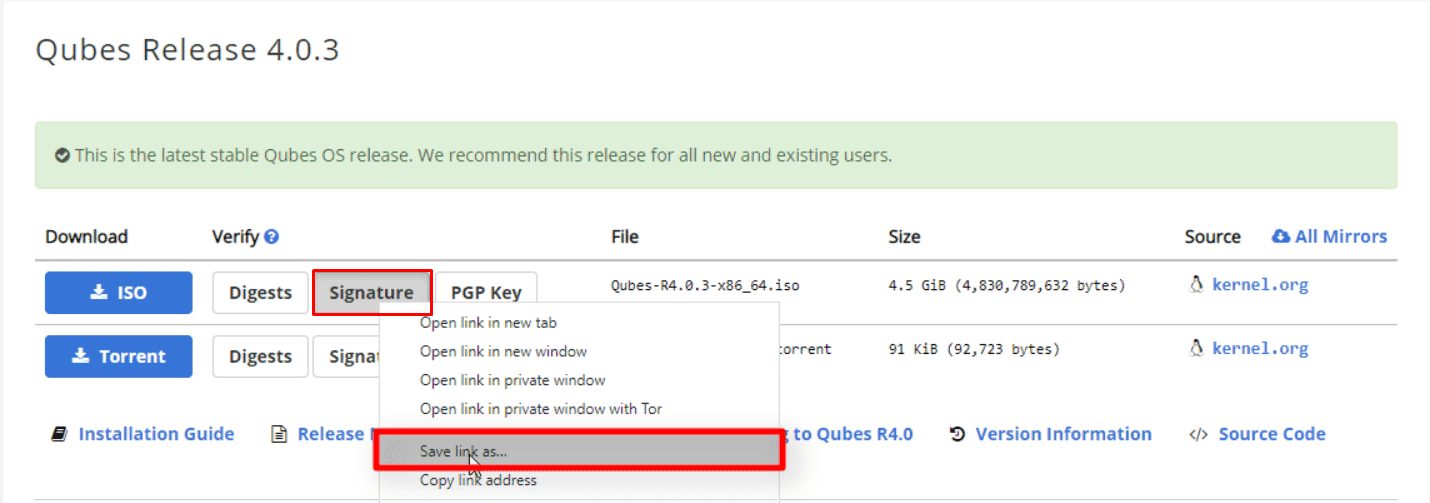 Qubes Release 4.0.3
This is the latest stable Qubes OS release. We recommend this release for all new and existing users.
Download Verify File Size Source All Mirrors
ISO Digests Signature PGP Key Qubes-R4.0.3-x86_64.iso 4.5 GiB (4,830,789,632 bytes) kernel.org
Open link in new tab
Torrent Digests 91 KiB (92,723 bytes) kernel.org
Open link in new window
Open link in private window
Open link in private window with Tor
Installation Guide Release to Qubes R4.0 Version Information Source Code
Save link as...
Copy link address